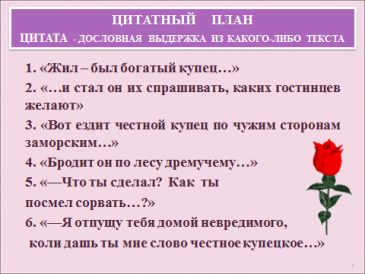 ЦИТАТНЫЙ ПЛАН
ЦИТАТА - ДОСЛОВНАЯ ВЫДЕРЖКА ИЗ КАКОГО-ЛИБО ТЕКСТА
1. «Жил – был богатый купец…»
2. «…и стал он их спрашивать, каких гостинцев
желают»
3. «Вот ездит честной купец по чужим сторонам
заморским…»
4. «Бродит он по лесу дремучему…»
5. «—Что ты сделал? Как ты
посмел сорвать…?»
6. «—Я отпущу тебя домой невредимого,
коли дашь ты мне слово честное купецкое…»
7